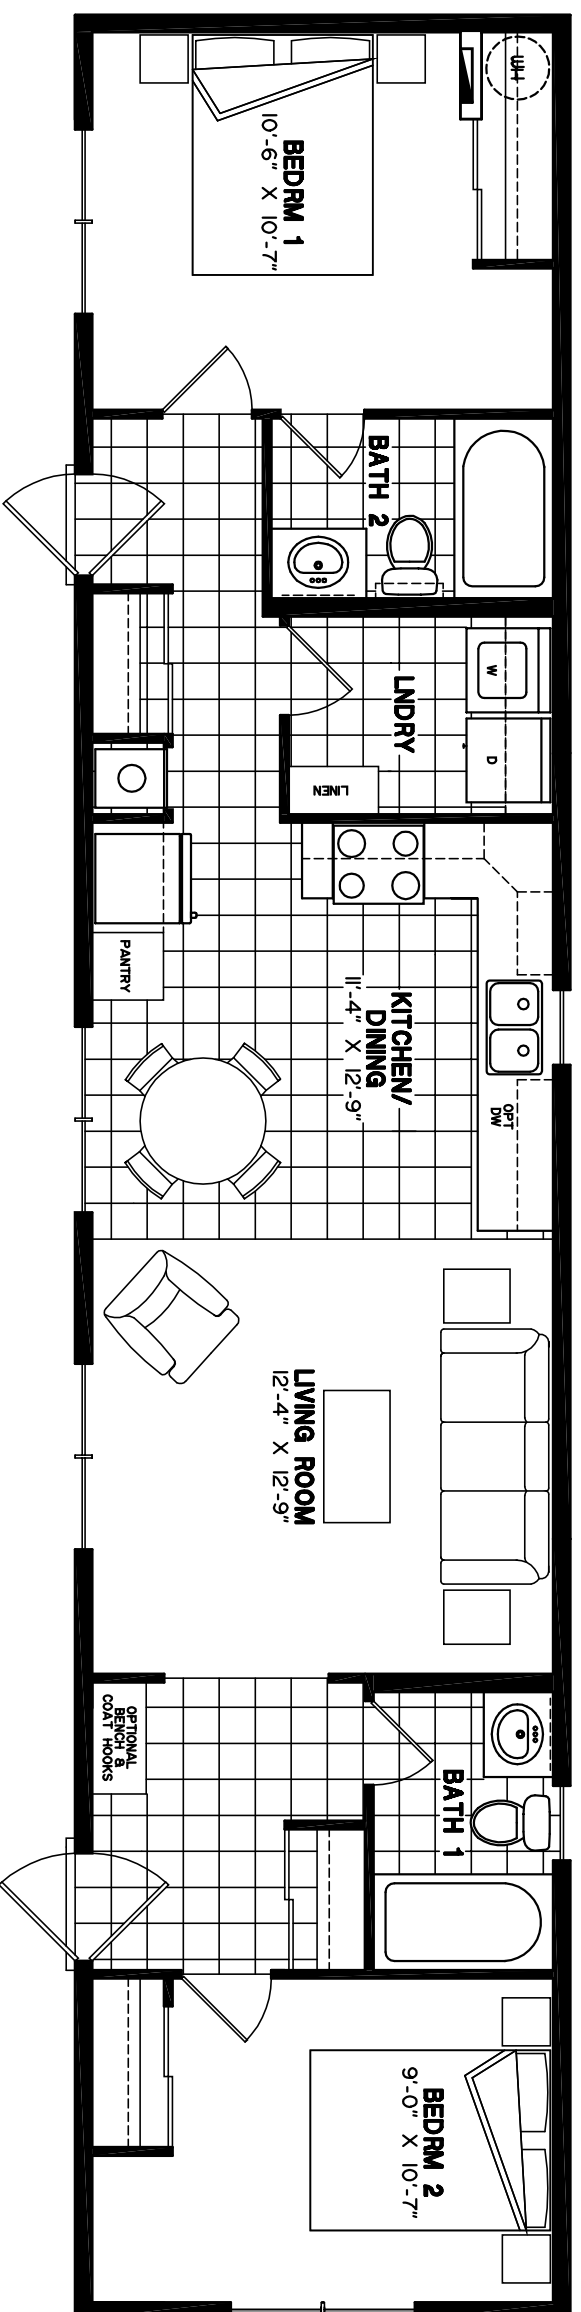 WH
BEDRM 1
10'-6" X 10'-7"
BATH 2
W
D
LNDRY
LINEN
PANTRY
KITCHEN/
DINING
11'-4" X 12'-9"
OPT
DW
LIVING ROOM
12'-4" X 12'-9"
OPTIONAL
BENCH &
COAT HOOKS
BATH 1
BEDRM 2
9'-0" X 10'-7"